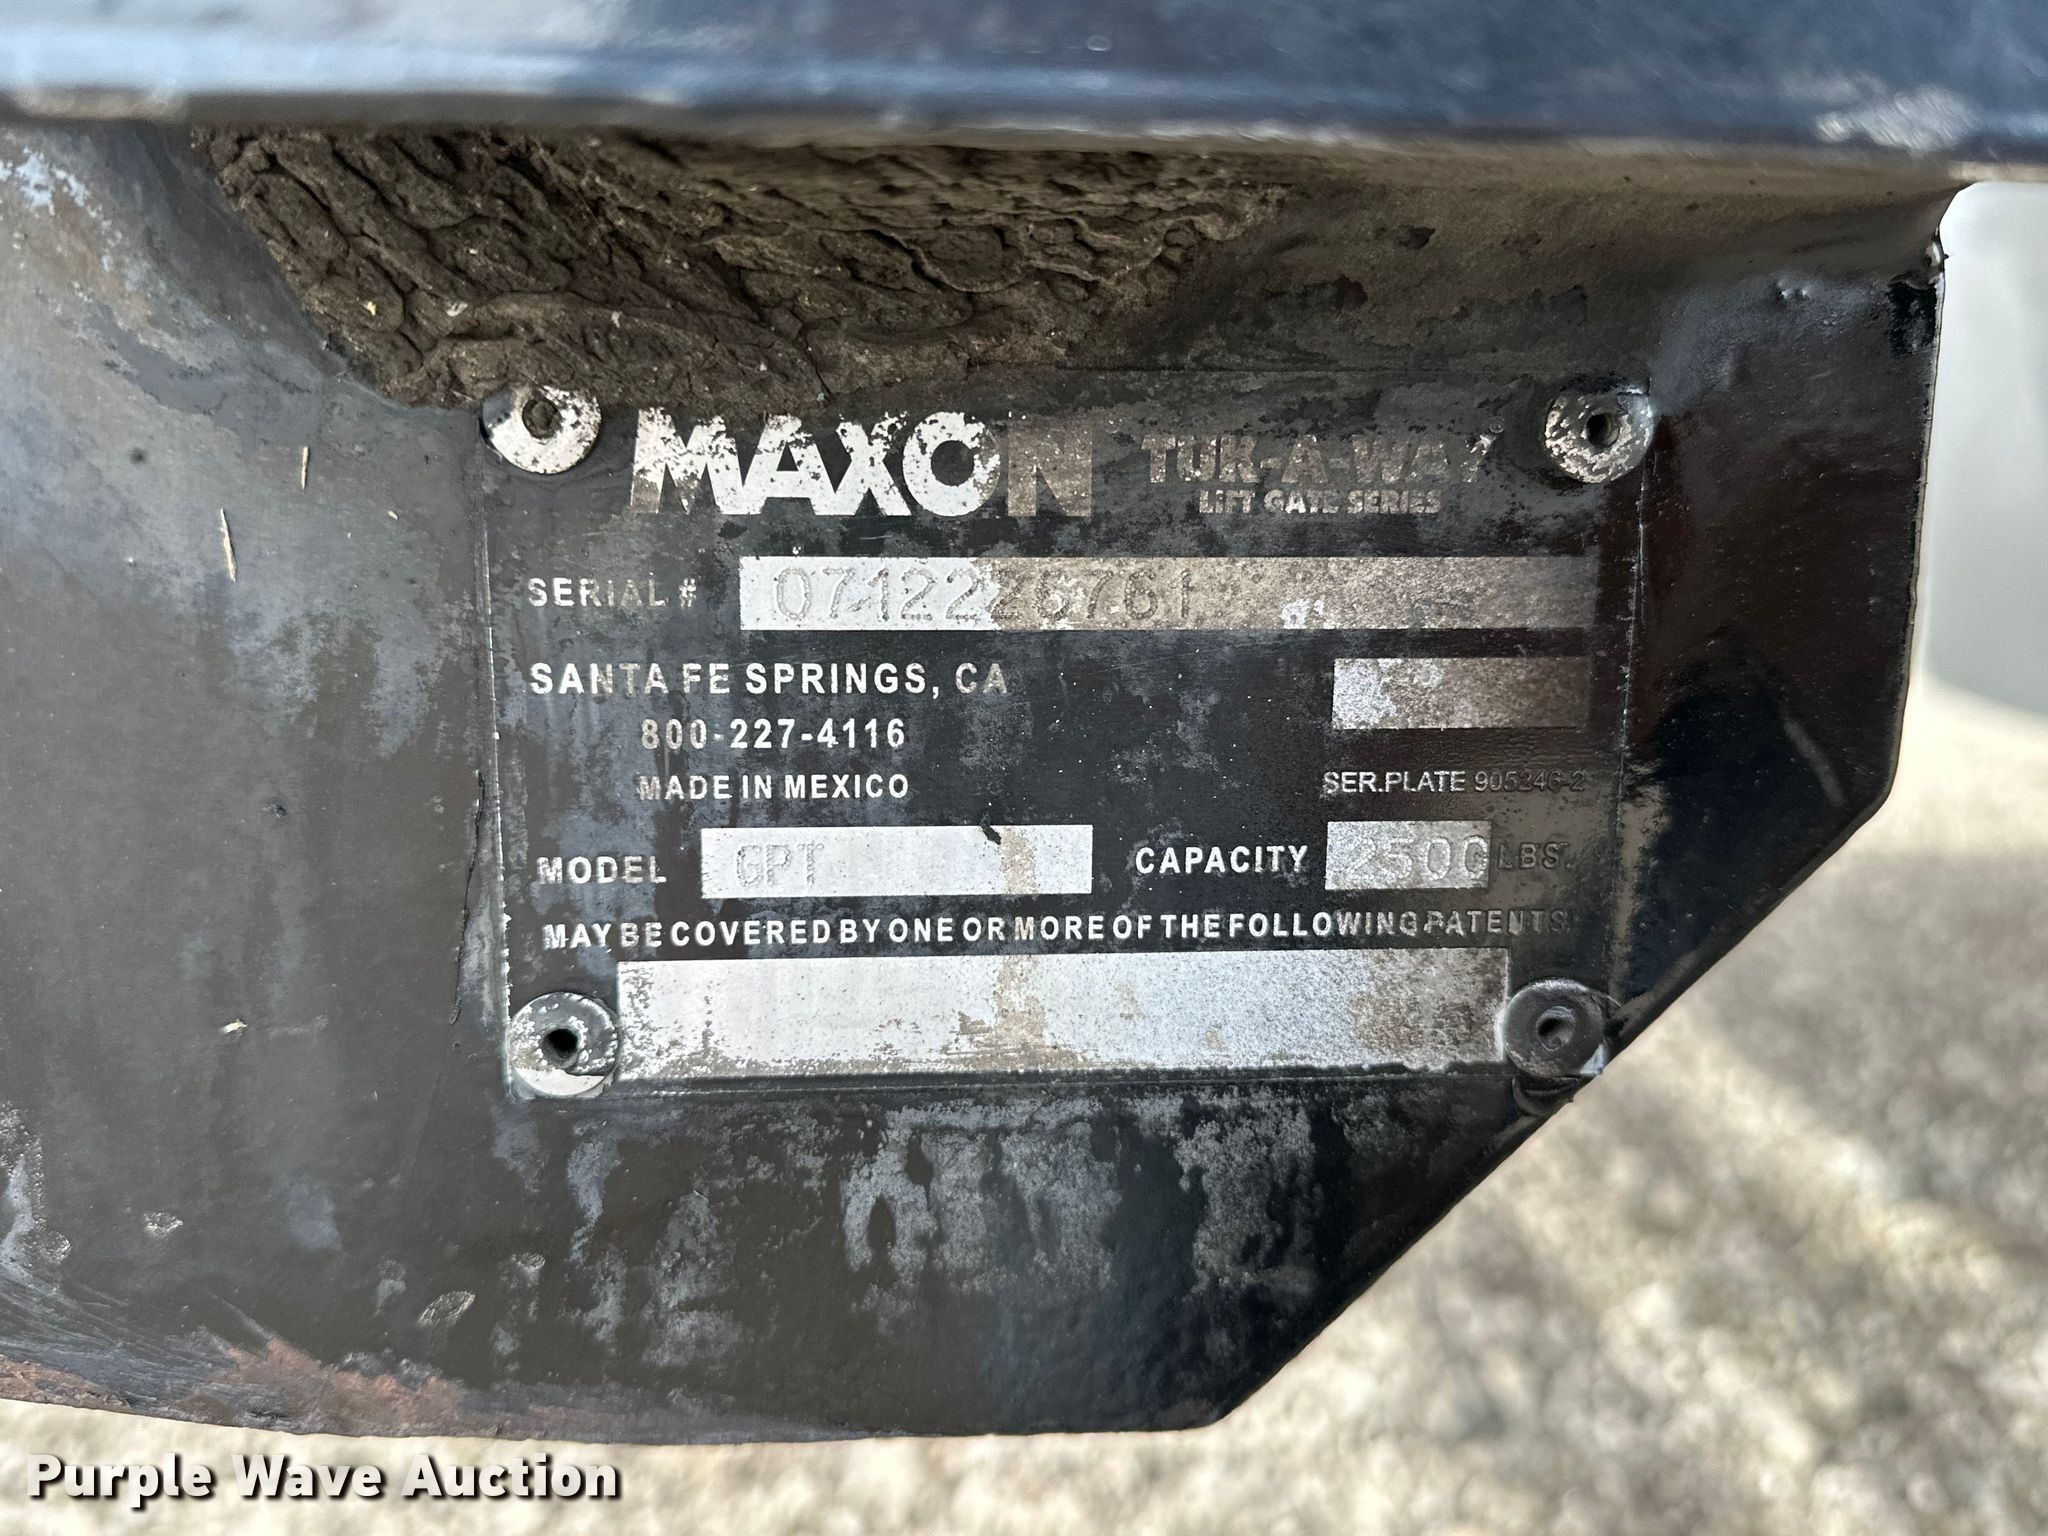 MAXON TUK-A-WAY®
LIFT GATE SERIES
SERIAL # 0712226761
SANTA FE SPRINGS, CA
800-227-4116
MADE IN MEXICO
SER.PLATE 905246-2
MODEL GPT CAPACITY 2500 LBS.
MAY BE COVERED BY ONE OR MORE OF THE FOLLOWING PATENTS:
Purple Wave Auction